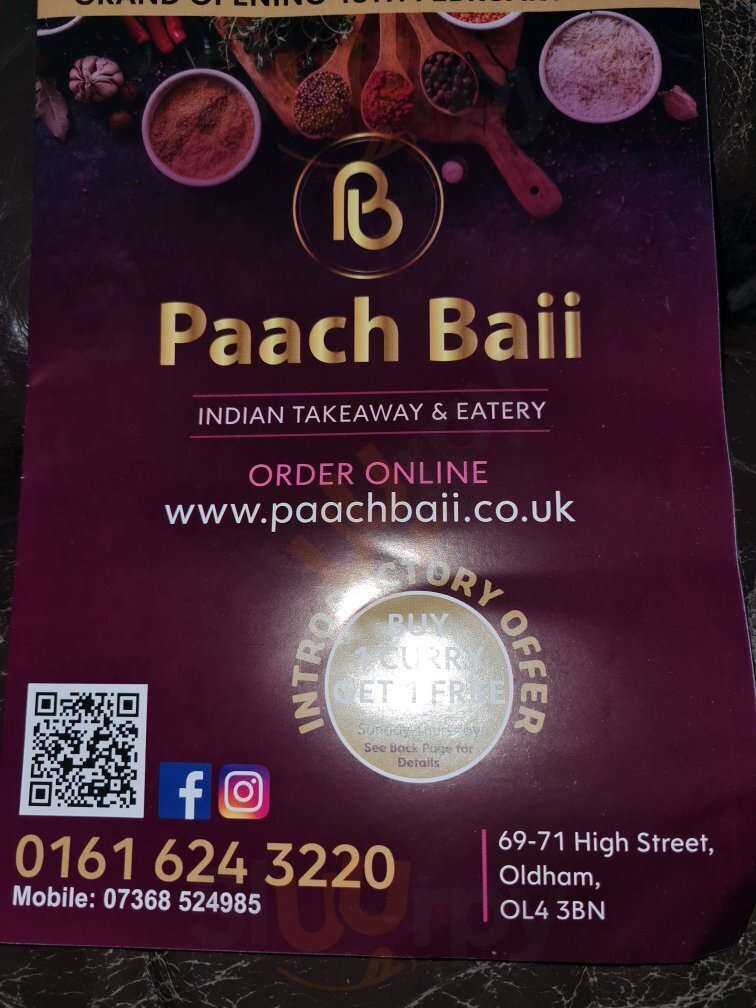 GRAND OPENING
Paach Baii
INDIAN TAKEAWAY & EATERY
ORDER ONLINE
www.paachbaii.co.uk
INTRODUCTORY OFFER
BUY
1 CURRY
GET 1 FREE
Sunday-Thursday
See Back Page for
Details
0161 624 3220
Mobile: 07368 524985
69-71 High Street,
Oldham,
OL4 3BN